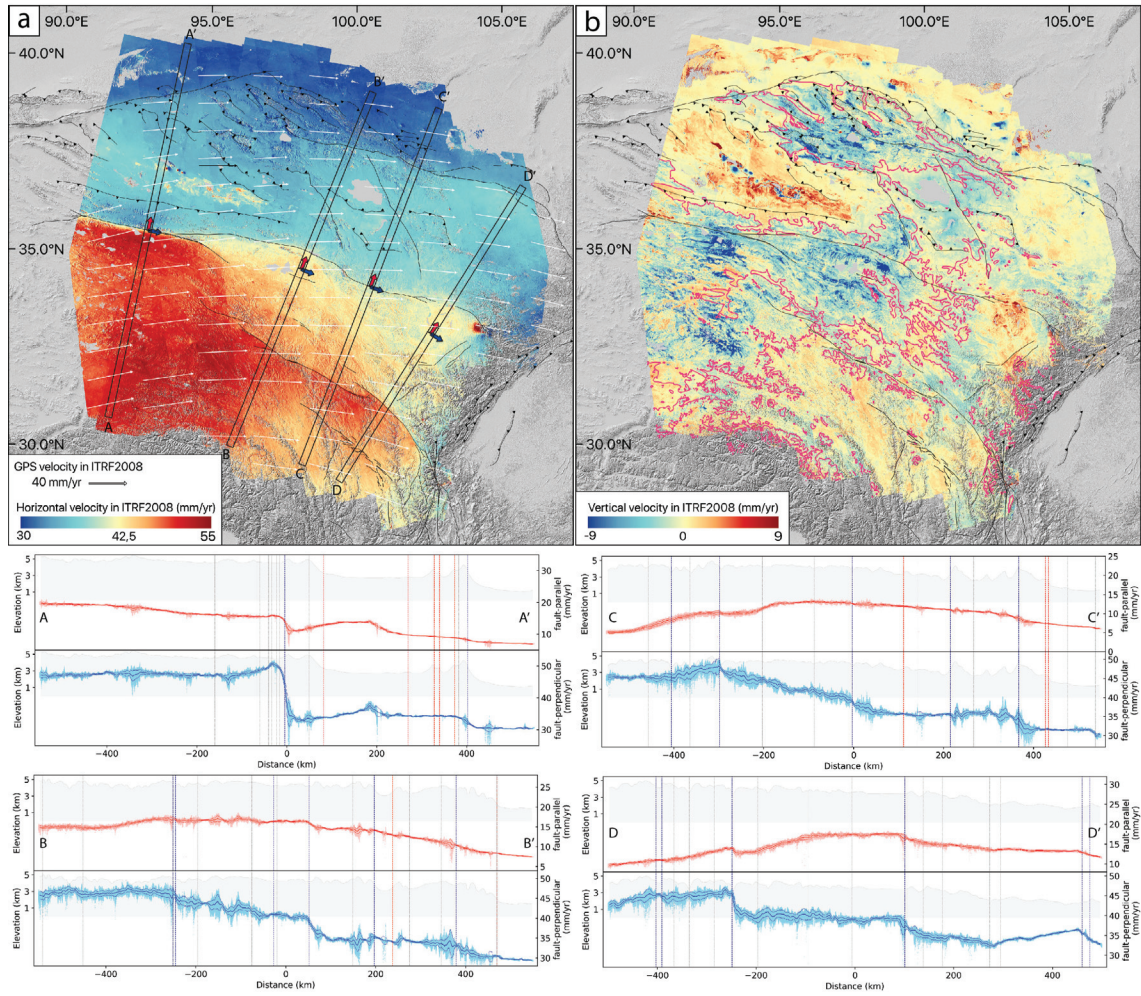 a
90.0°E 95.0°E 100.0°E 105.0°E
40.0°N
35.0°N
30.0°N
A'
B'
C'
D'
A
B
C
D
GPS velocity in ITRF2008
40 mm/yr
Horizontal velocity in ITRF2008 (mm/yr)
30 42,5 55
b
90.0°E 95.0°E 100.0°E 105.0°E
40.0°N
35.0°N
30.0°N
Vertical velocity in ITRF2008 (mm/yr)
-9 0 9
Elevation (km)
5
3
1
A A'
30
20
10
fault-parallel
(mm/yr)
Elevation (km)
5
3
1
50
45
40
35
30
fault-perpendicular
(mm/yr)
−400 −200 0 200 400
Distance (km)
Elevation (km)
5
3
1
C C'
25
20
15
10
5
0
fault-parallel
(mm/yr)
Elevation (km)
5
3
1
50
45
40
35
30
fault-perpendicular
(mm/yr)
−400 −200 0 200 400
Distance (km)
Elevation (km)
5
3
1
B B'
25
20
15
10
5
fault-parallel
(mm/yr)
Elevation (km)
5
3
1
50
45
40
35
30
fault-perpendicular
(mm/yr)
−400 −200 0 200 400
Distance (km)
Elevation (km)
5
3
1
D D'
30
25
20
15
10
fault-parallel
(mm/yr)
Elevation (km)
5
3
1
50
45
40
35
30
fault-perpendicular
(mm/yr)
−400 −200 0 200 400
Distance (km)